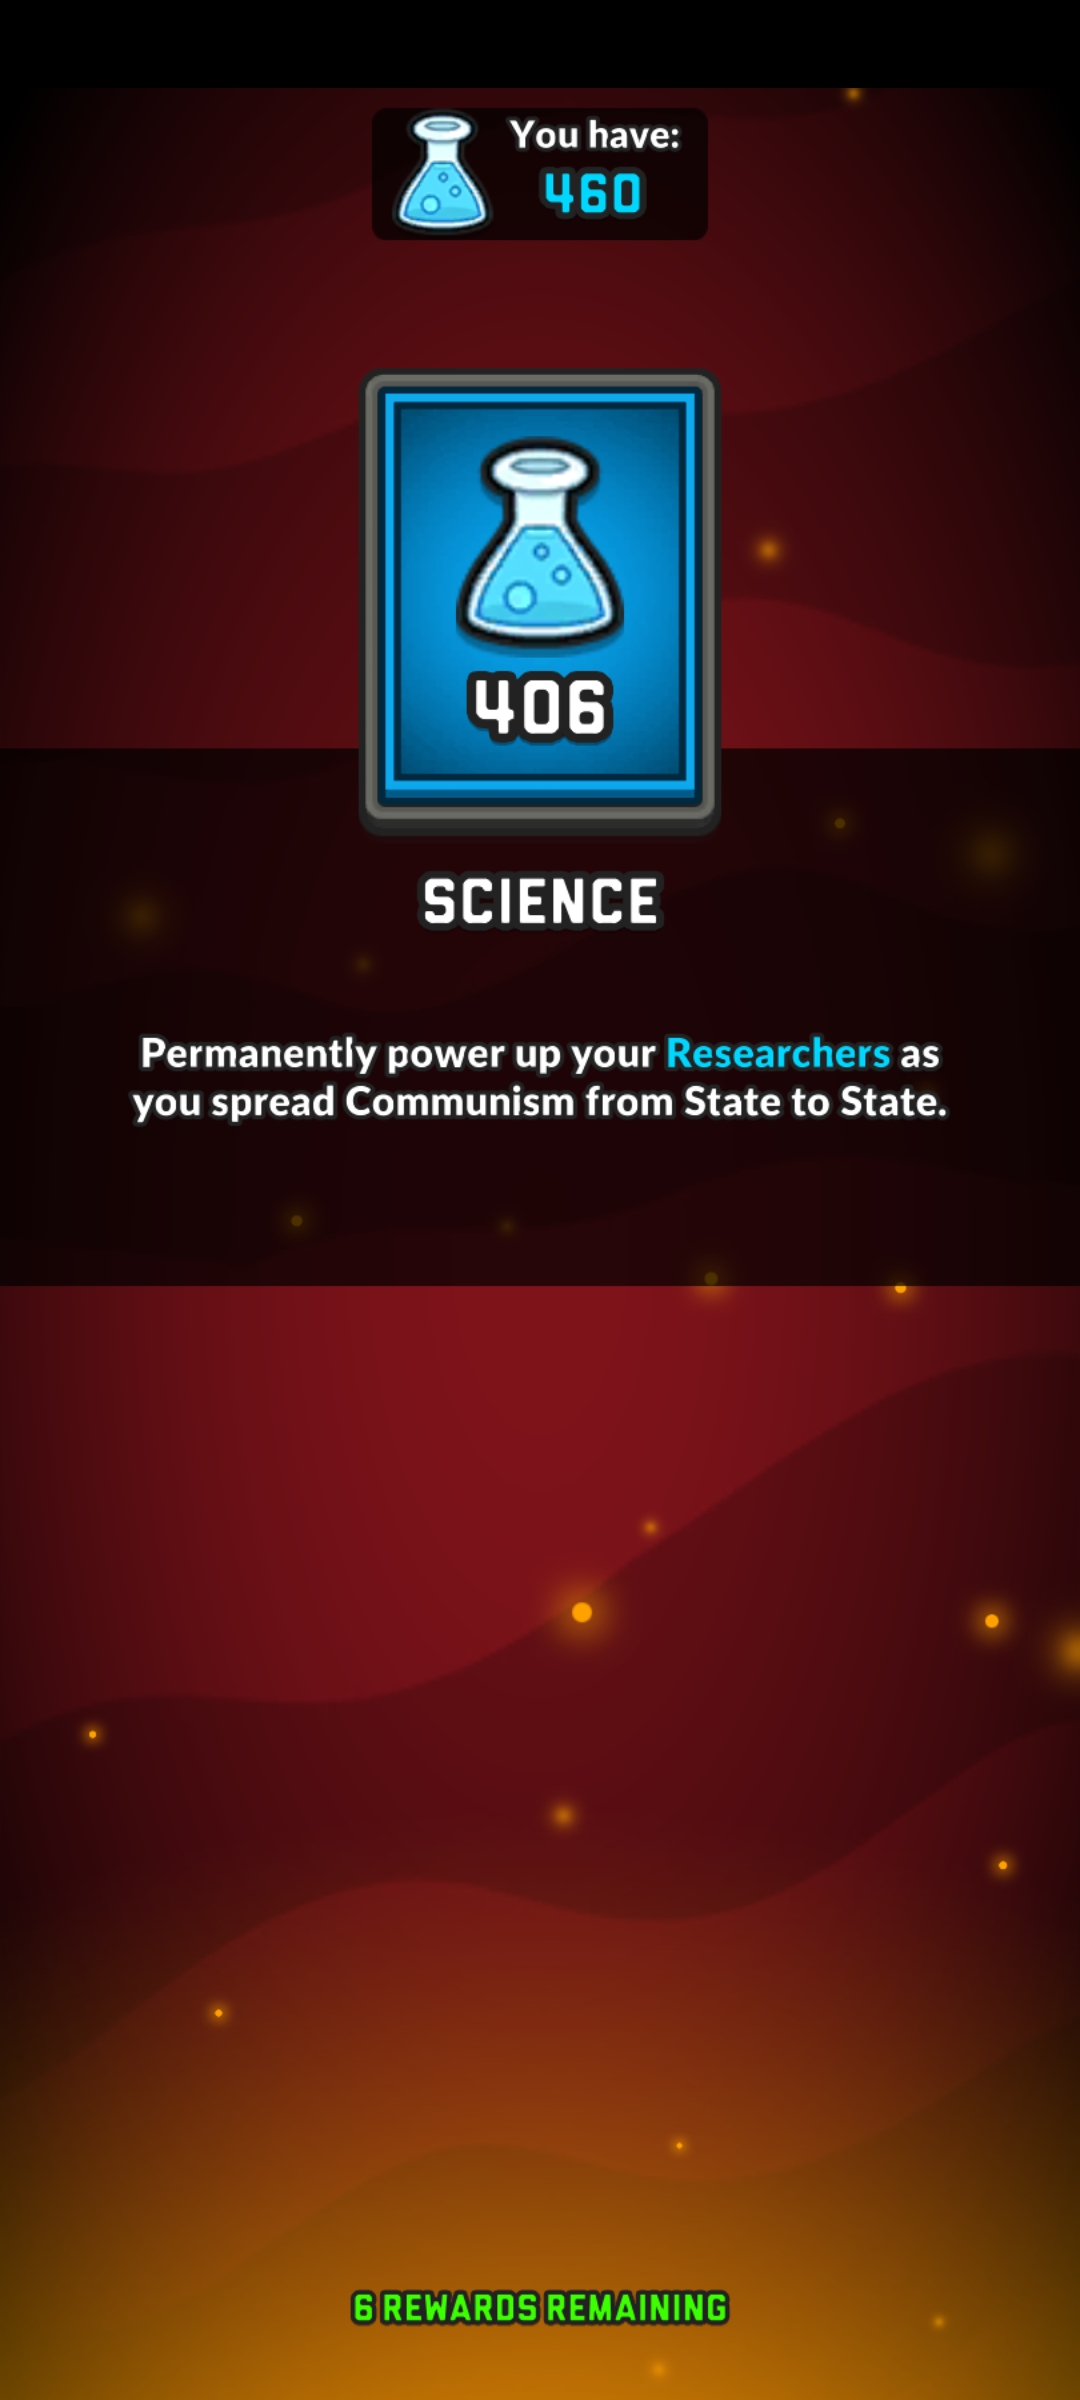 You have:
460
406
SCIENCE
Permanently power up your Researchers as
you spread Communism from State to State.
6 REWARDS REMAINING